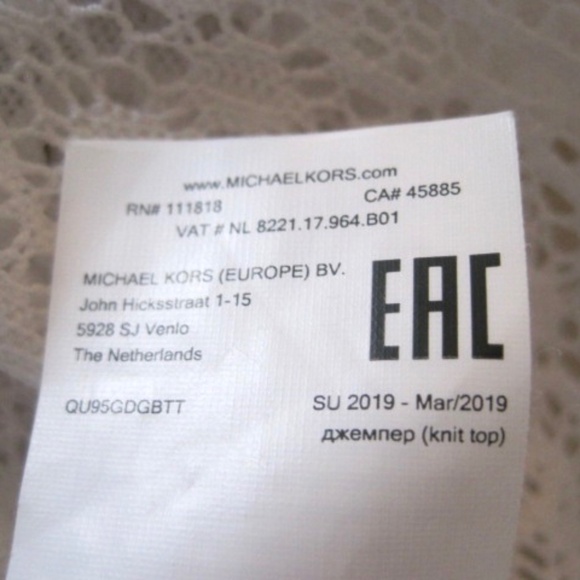 www.MICHAELKORS.com
RN# 111818 CA# 45885
VAT # NL 8221.17.964.B01
MICHAEL KORS (EUROPE) BV.
John Hicksstraat 1-15
5928 SJ Venlo
The Netherlands
EAC
QU95GDGBTT
SU 2019 - Mar/2019
джемпер (knit top)